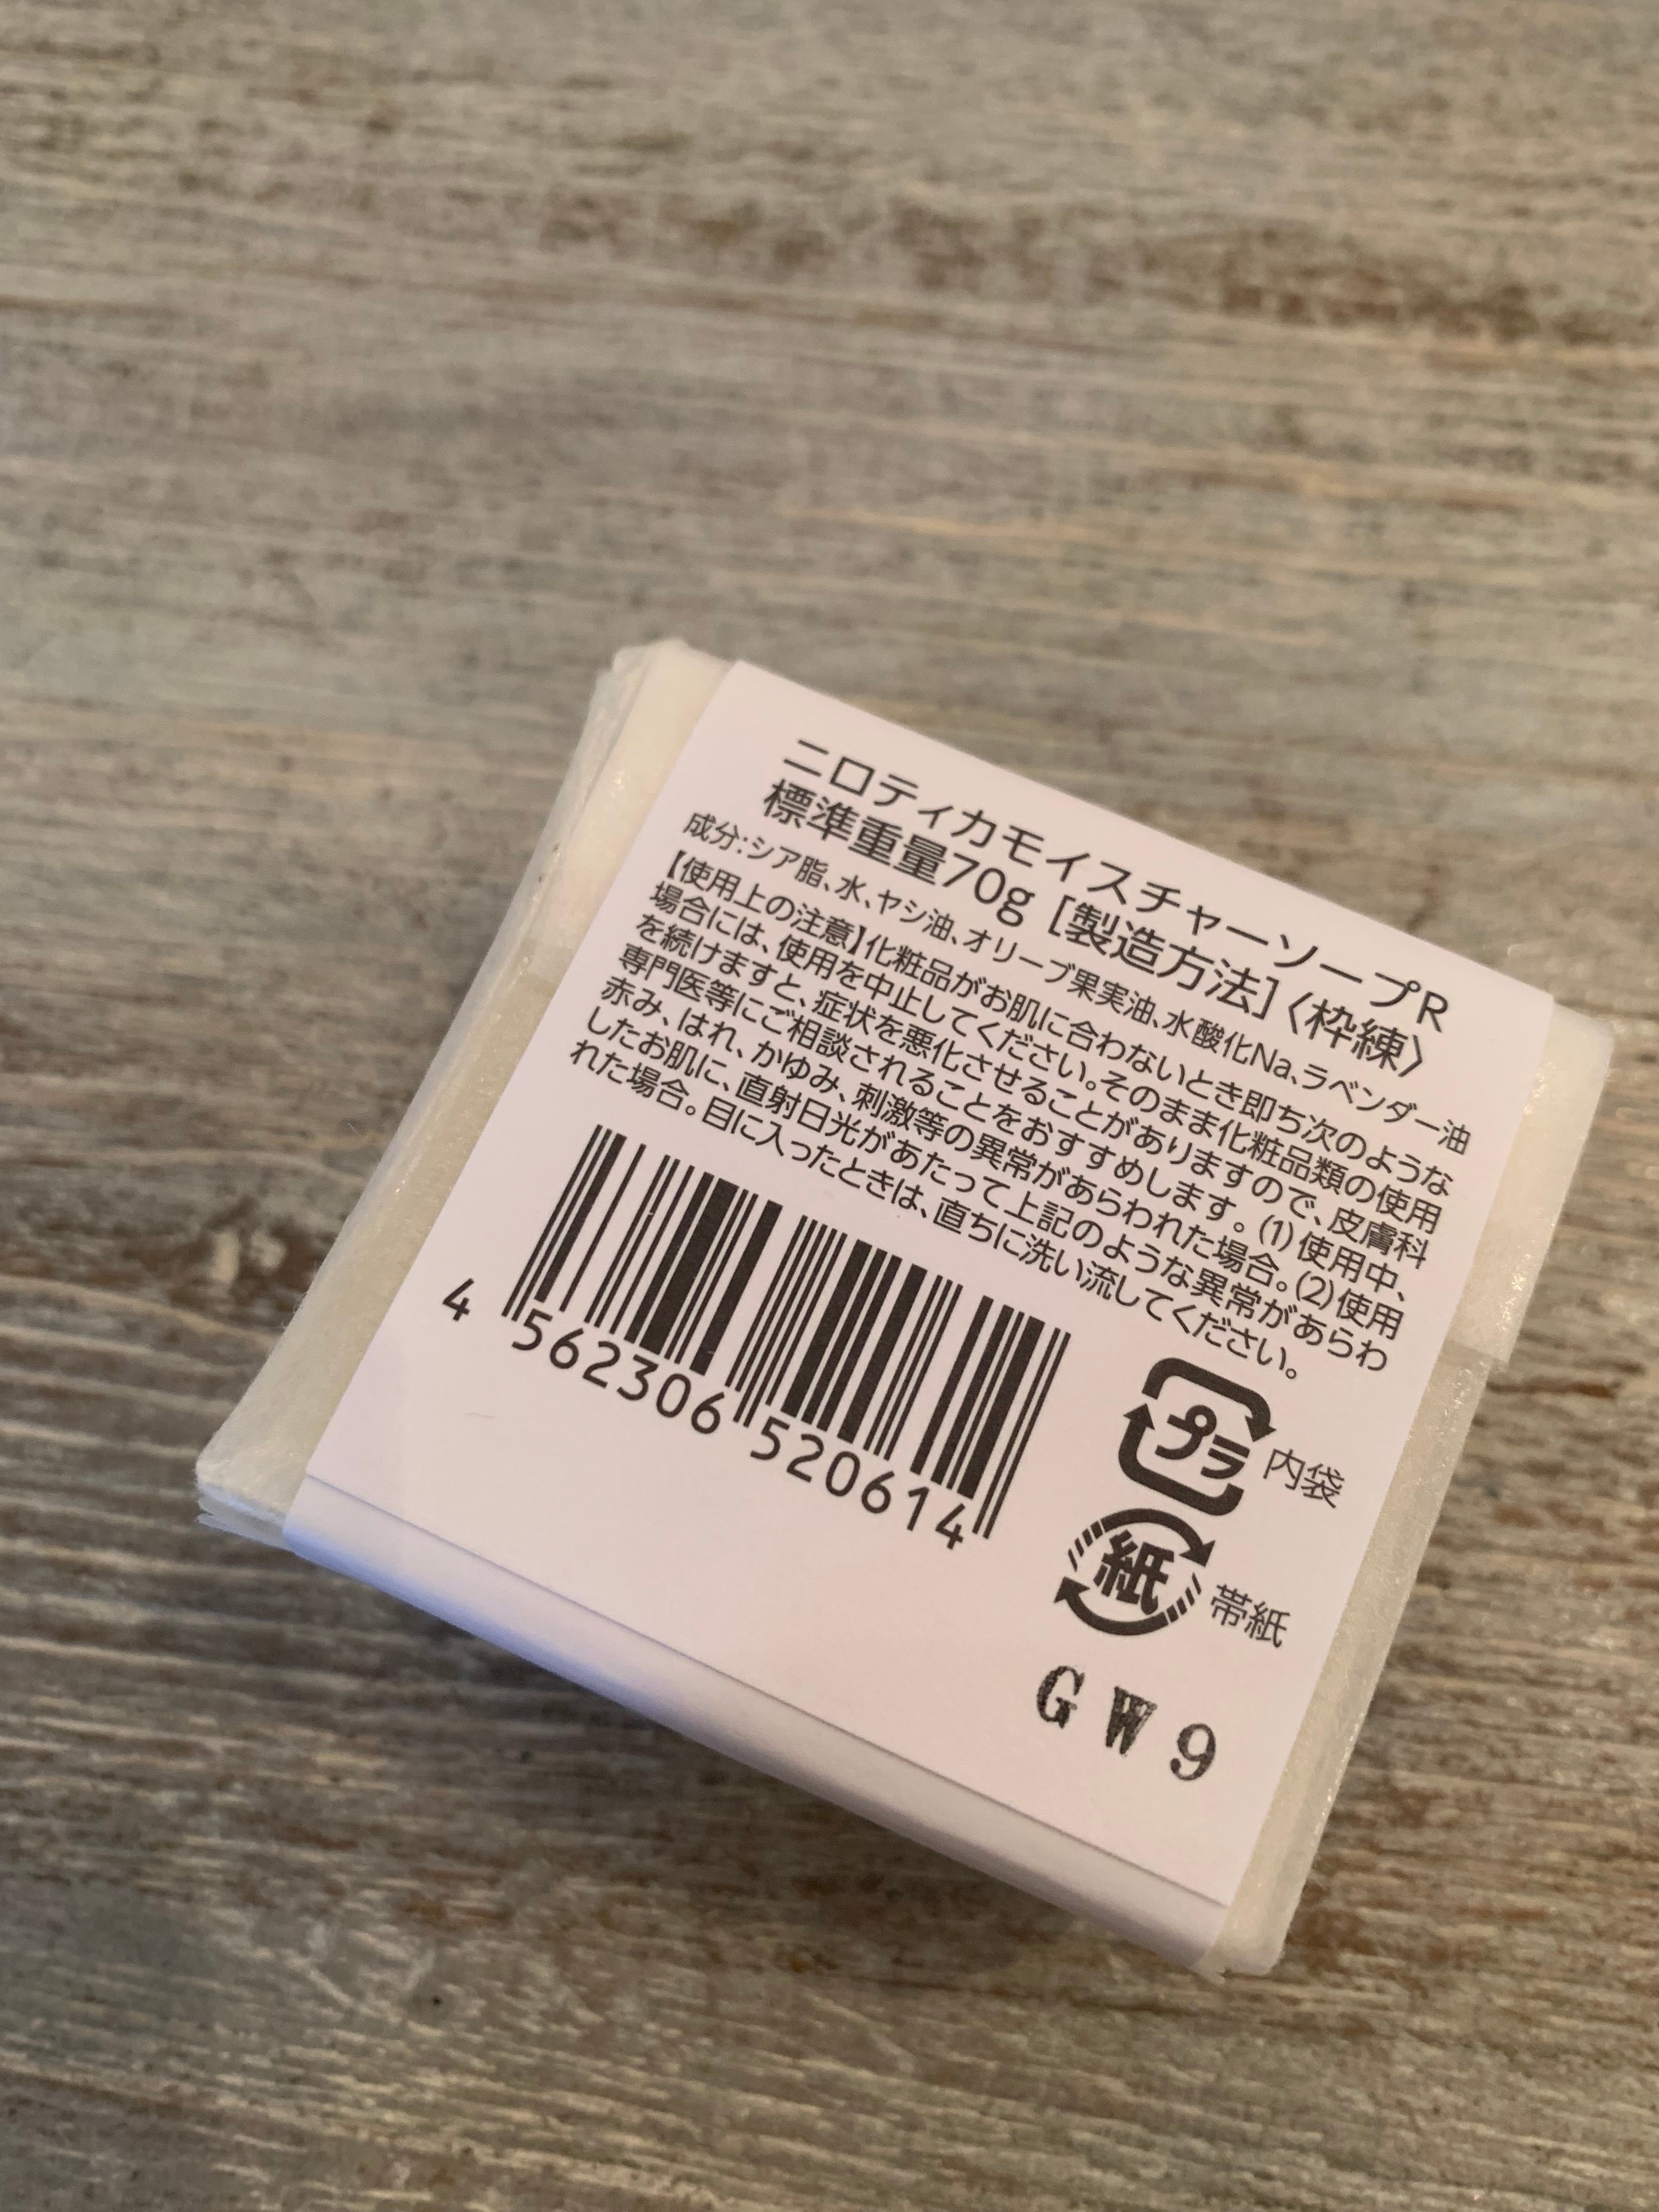 ニロティカモイスチャーソープR
標準重量70g [製造方法]〈枠練〉
成分:シア脂、水、ヤシ油、オリーブ果実油、水酸化Na、ラベンダー油
【使用上の注意】化粧品がお肌に合わないとき即ち次のような
場合には、使用を中止してください。そのまま化粧品類の使用
を続けますと、症状を悪化させることがありますので、皮膚科
専門医等にご相談されることをおすすめします。(1)使用中、
赤み、はれ、かゆみ、刺激等の異常があらわれた場合。(2)使用
したお肌に、直射日光があたって上記のような異常があらわ
れた場合。目に入ったときは、直ちに洗い流してください。
4 562306 520614
プラ 内袋
紙 帯紙
GW9